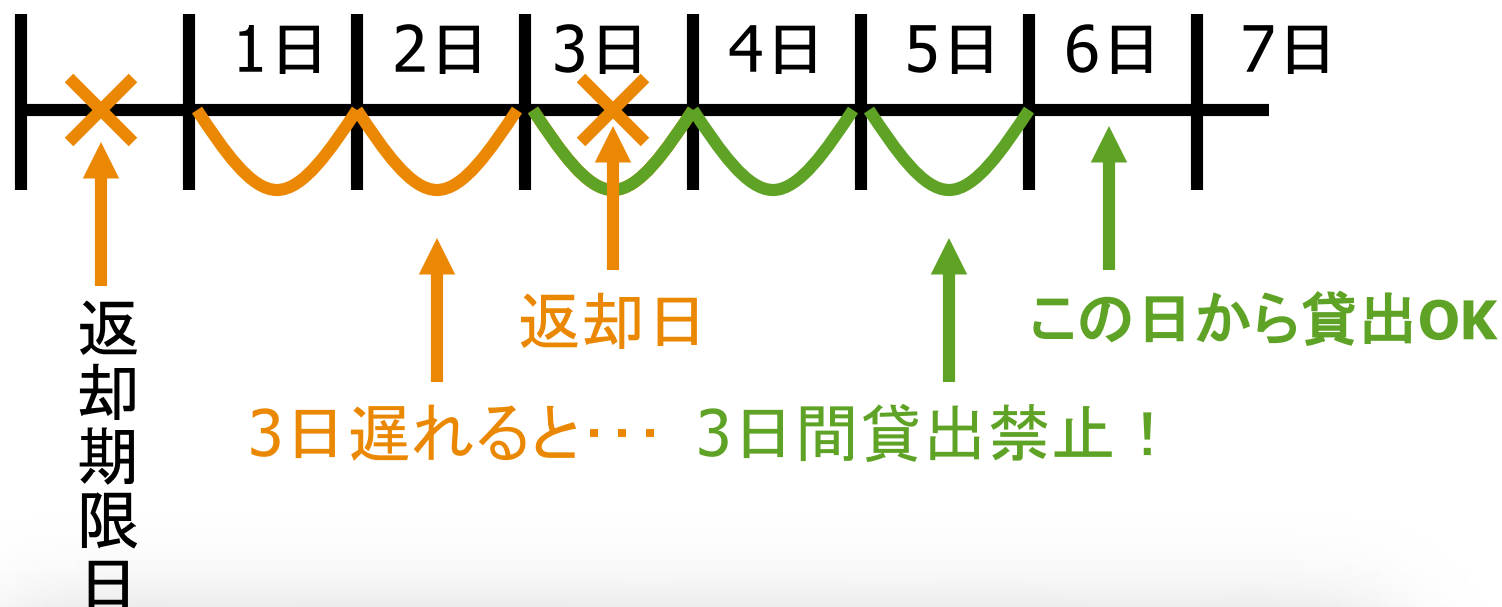 1日 2日 3日 4日 5日 6日 7日
返却期限日
返却日
この日から貸出OK
3日遅れると･･･ 3日間貸出禁止！